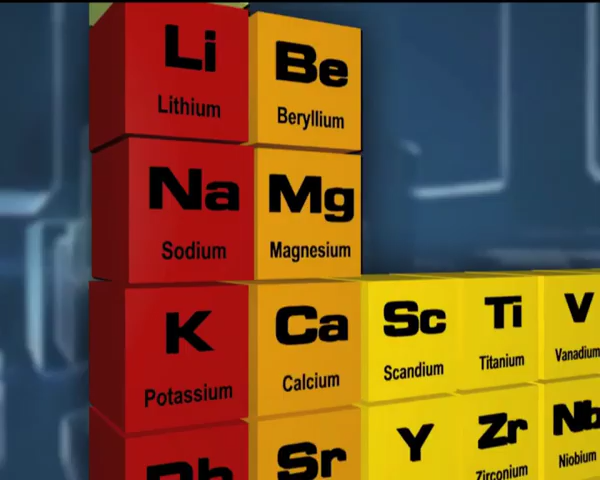 Li Be
Lithium Beryllium
Na Mg
Sodium Magnesium
K Ca Sc Ti V
Potassium Calcium Scandium Titanium Vanadium
Rb Sr Y Zr Nb
Zirconium Niobium